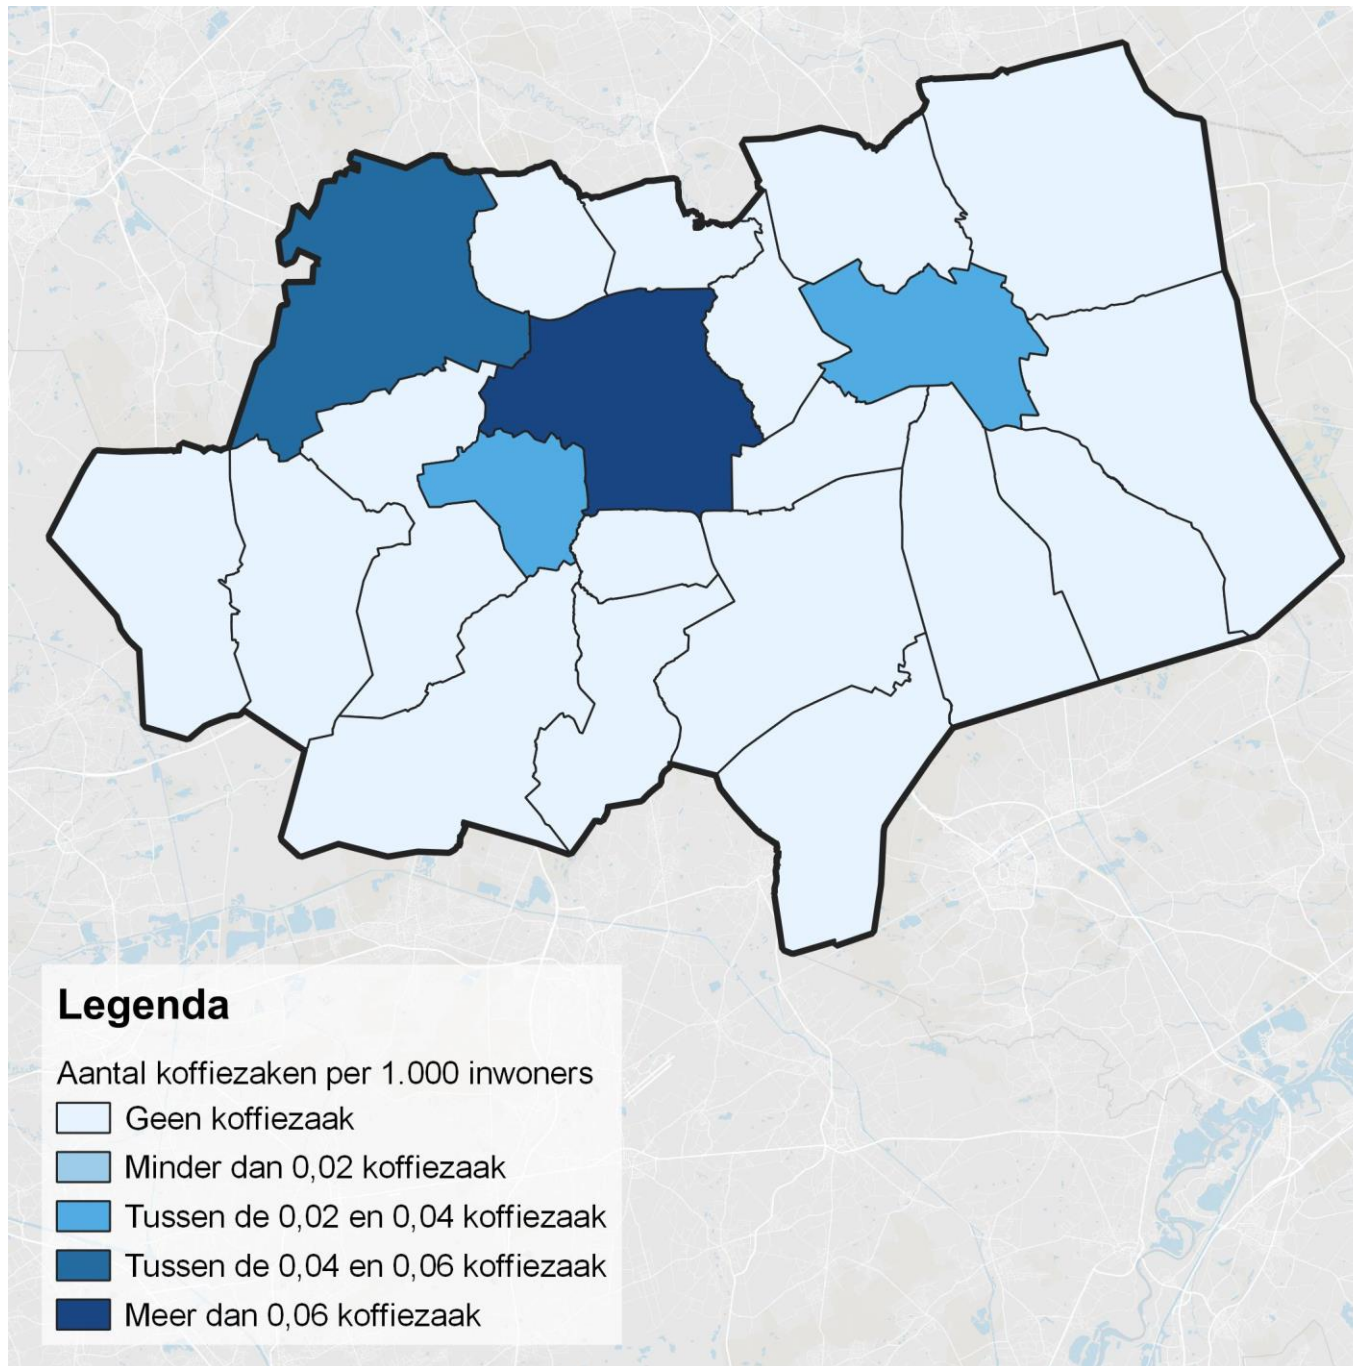 Legenda
Aantal koffiezaken per 1.000 inwoners
Geen koffiezaak
Minder dan 0,02 koffiezaak
Tussen de 0,02 en 0,04 koffiezaak
Tussen de 0,04 en 0,06 koffiezaak
Meer dan 0,06 koffiezaak